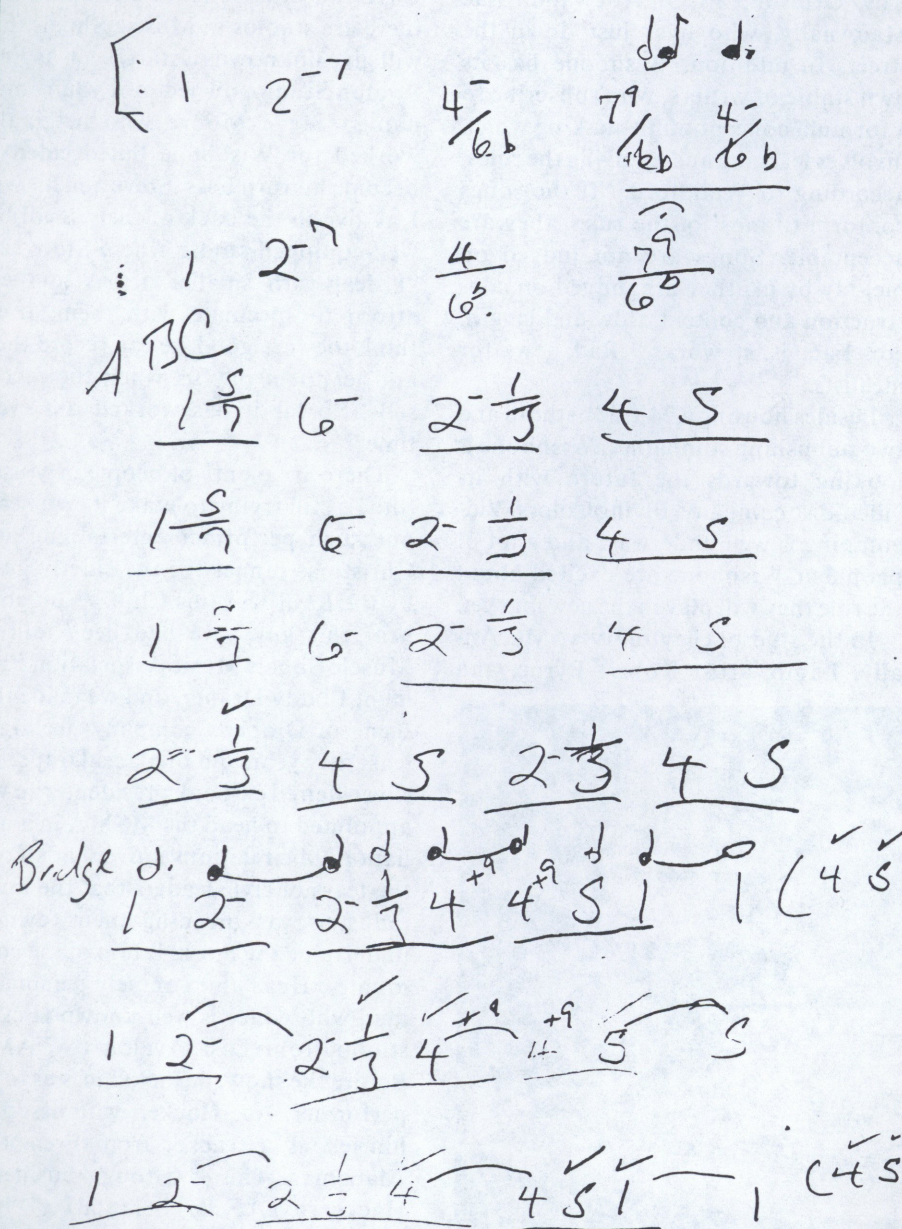 1 2-7 4-/6b +9/+6b 4-/6b
1 2-7 4/6b +9/6b
ABC
1 5/7 6- 2- 1/3 4 5
1 5/7 6- 2- 1/3 4 5
1 5/7 6- 2- 1/3 4 5
2- 1/3 4 5 2- 1/3 4 5
Bridge
1 2- 2- 1/3 4+9 4+9 5 1 1 (4 5
1 2- 2- 1/3 4+9 +9 5 5
1 2 2 1/3 4 4 5 1 1 (4 5